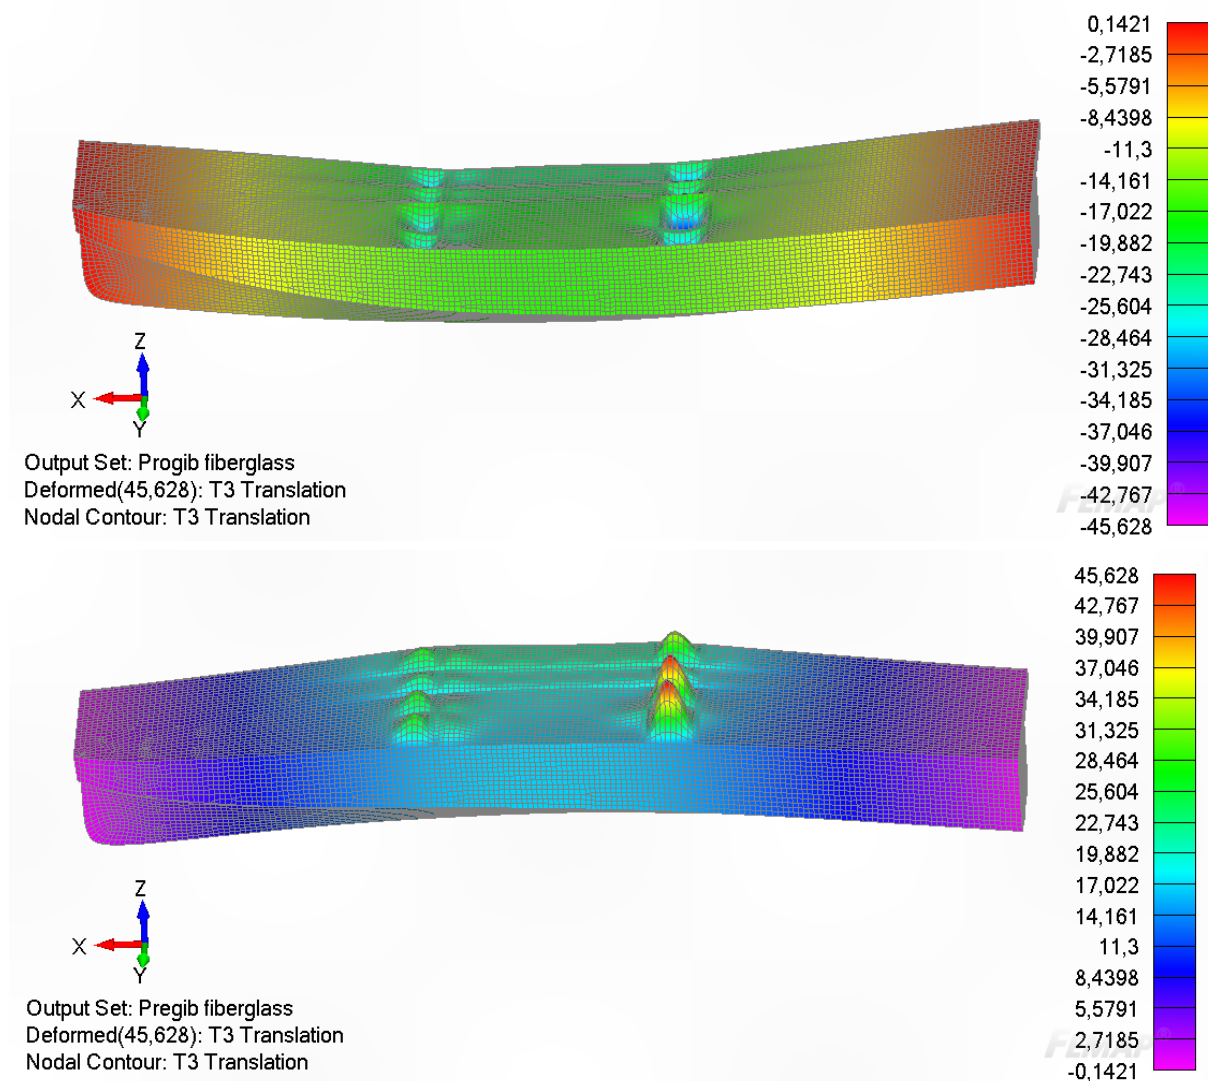 0,1421
-2,7185
-5,5791
-8,4398
-11,3
-14,161
-17,022
-19,882
-22,743
-25,604
-28,464
-31,325
-34,185
-37,046
-39,907
-42,767
-45,628
Z
X
Y
Output Set: Progib fiberglass
Deformed(45,628): T3 Translation
Nodal Contour: T3 Translation
FEMAP®
45,628
42,767
39,907
37,046
34,185
31,325
28,464
25,604
22,743
19,882
17,022
14,161
11,3
8,4398
5,5791
2,7185
-0,1421
Z
X
Y
Output Set: Pregib fiberglass
Deformed(45,628): T3 Translation
Nodal Contour: T3 Translation
FEMAP®